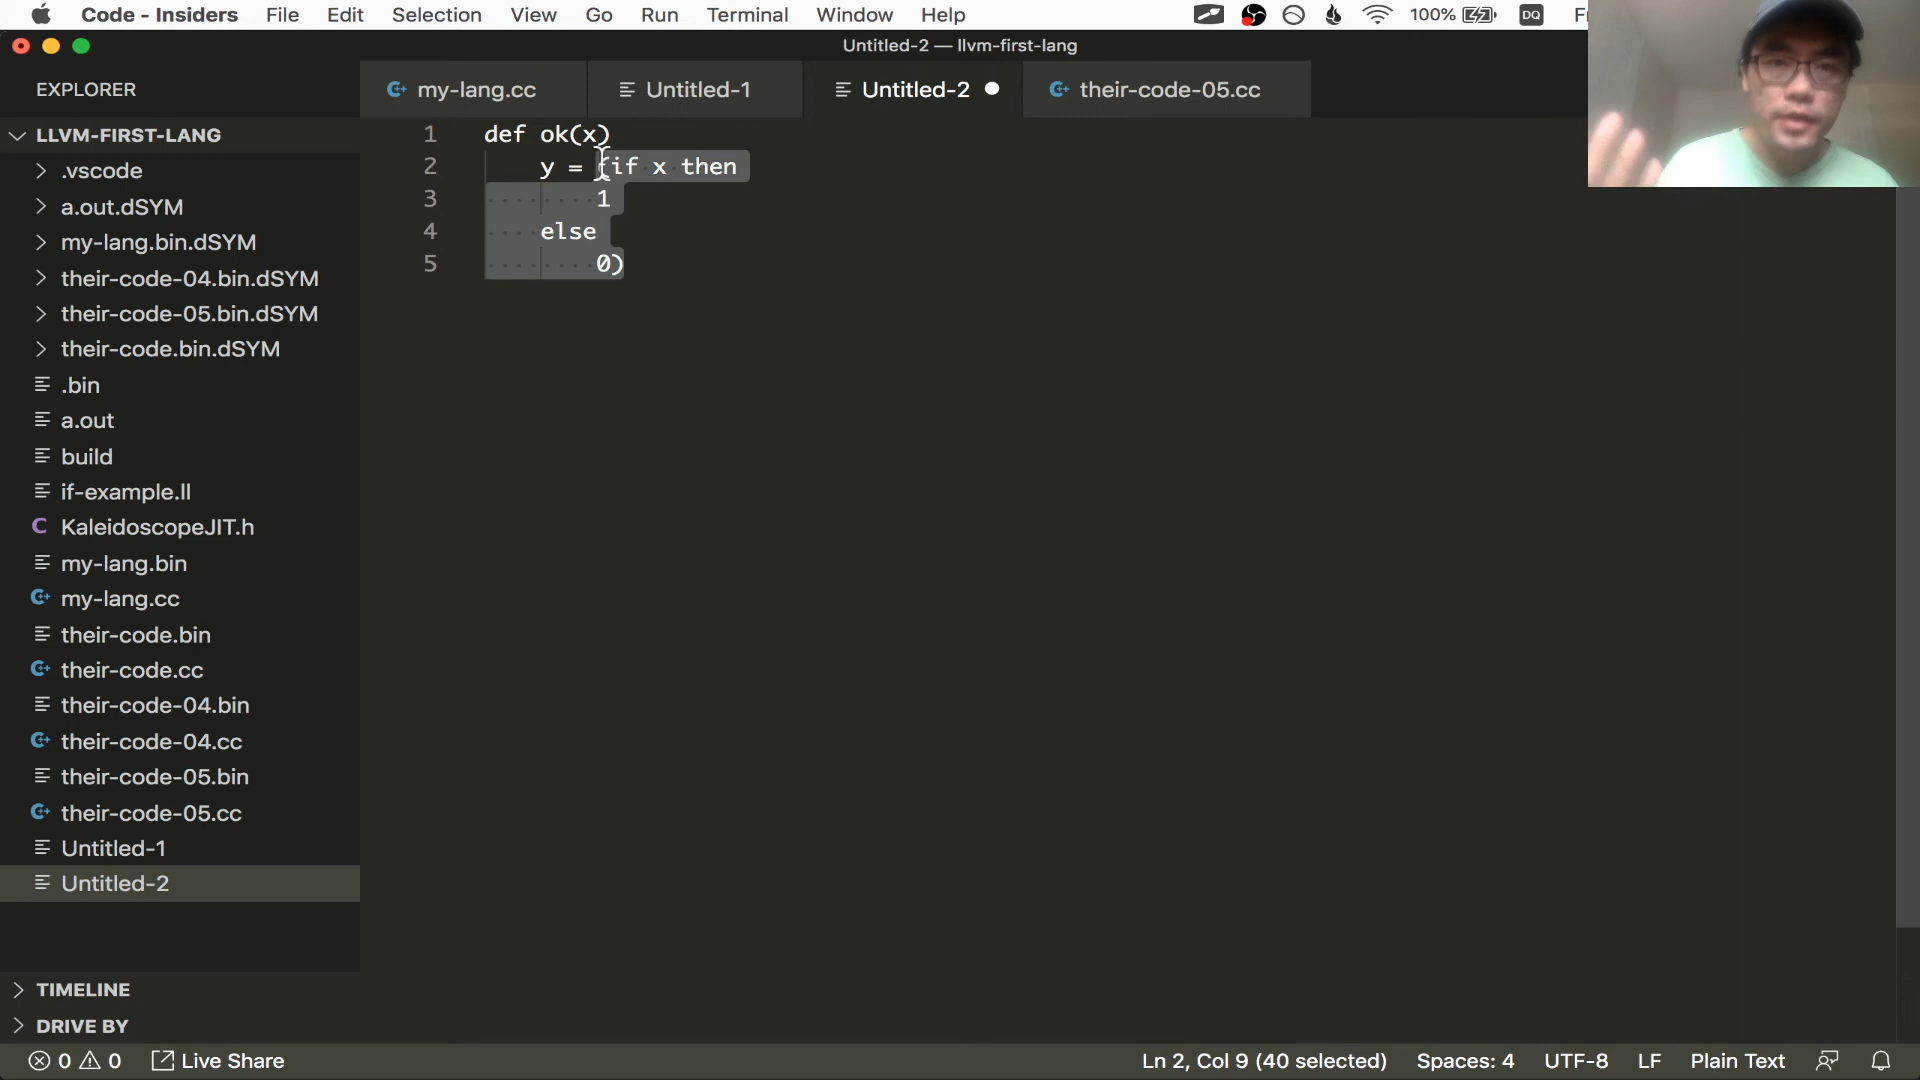 Code - Insiders File Edit Selection View Go Run Terminal Window Help 100% DQ
Untitled-2 — llvm-first-lang
EXPLORER
my-lang.cc
Untitled-1
Untitled-2
their-code-05.cc
LLVM-FIRST-LANG
.vscode
a.out.dSYM
my-lang.bin.dSYM
their-code-04.bin.dSYM
their-code-05.bin.dSYM
their-code.bin.dSYM
.bin
a.out
build
if-example.ll
C KaleidoscopeJIT.h
my-lang.bin
my-lang.cc
their-code.bin
their-code.cc
their-code-04.bin
their-code-04.cc
their-code-05.bin
their-code-05.cc
Untitled-1
Untitled-2
TIMELINE
DRIVE BY
1 def ok(x)
2 y = (if x then
3 1
4 else
5 0)
0 0 Live Share
Ln 2, Col 9 (40 selected) Spaces: 4 UTF-8 LF Plain Text